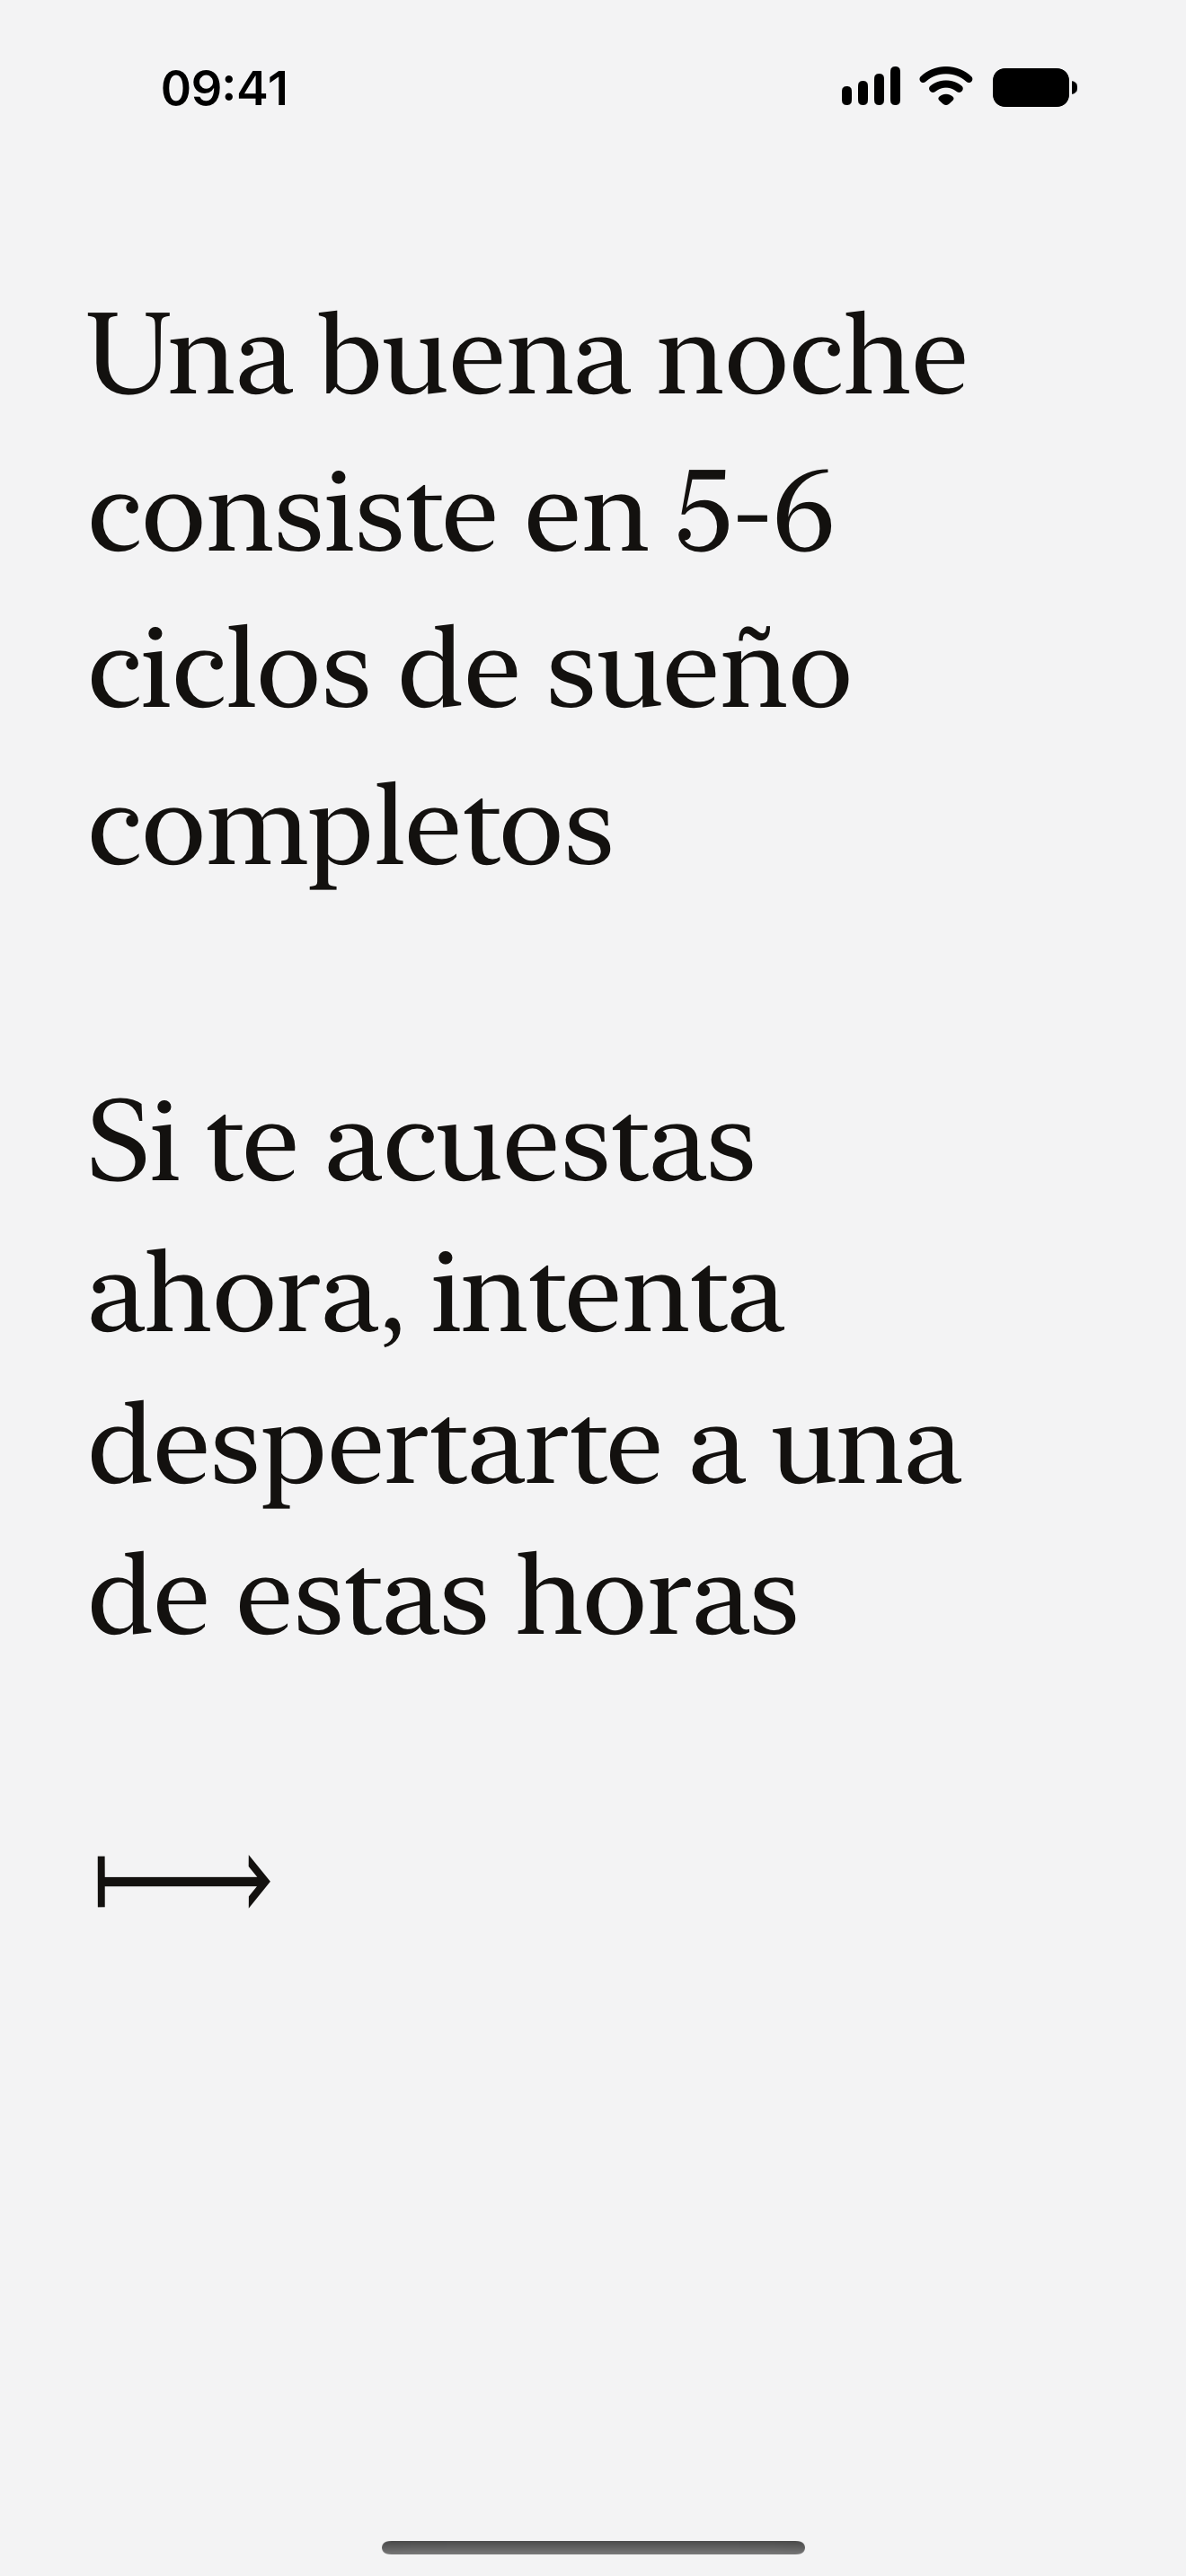 09:41
Una buena noche
consiste en 5-6
ciclos de sueño
completos
Si te acuestas
ahora, intenta
despertarte a una
de estas horas